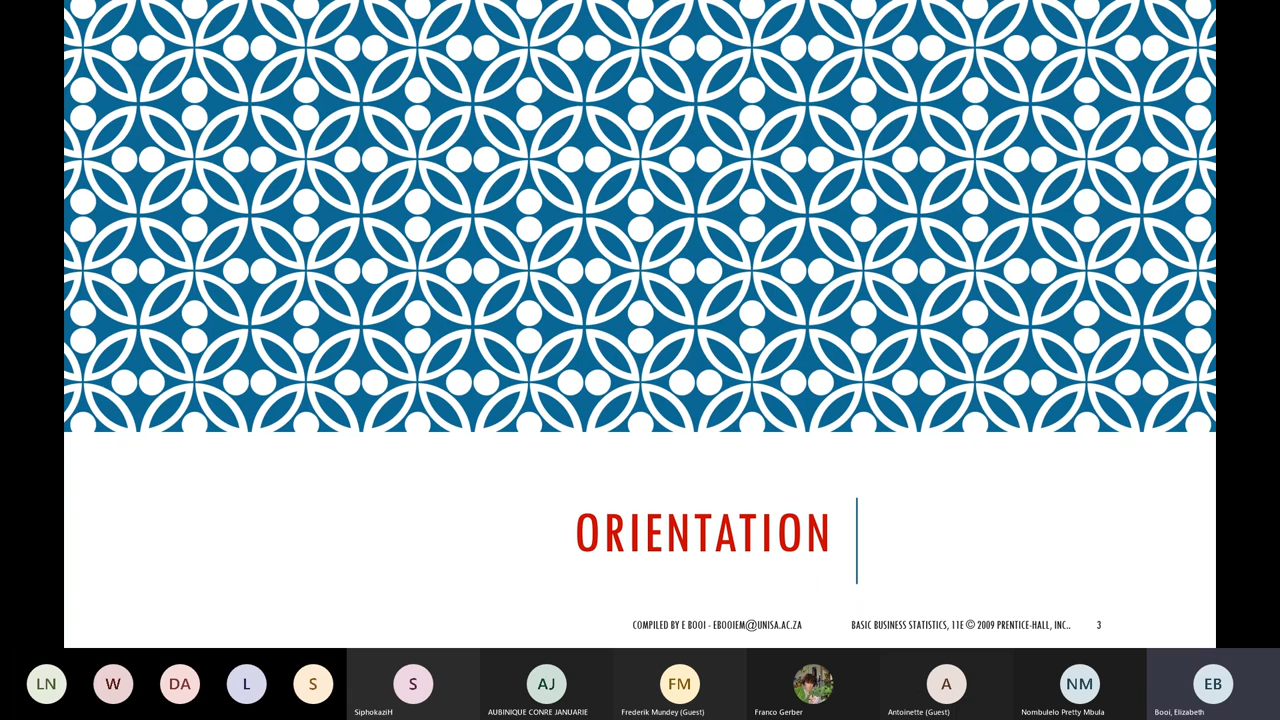 ORIENTATION
COMPILED BY E BOOI - EBOOIEM@UNISA.AC.ZA BASIC BUSINESS STATISTICS, 11E © 2009 PRENTICE-HALL, INC.. 3
LN W DA L S S AJ FM A NM EB
SiphokaziH AUBINIQUE CONRE JANUARIE Frederik Mundey (Guest) Franco Gerber Antoinette (Guest) Nombulelo Pretty Mbula Booi, Elizabeth